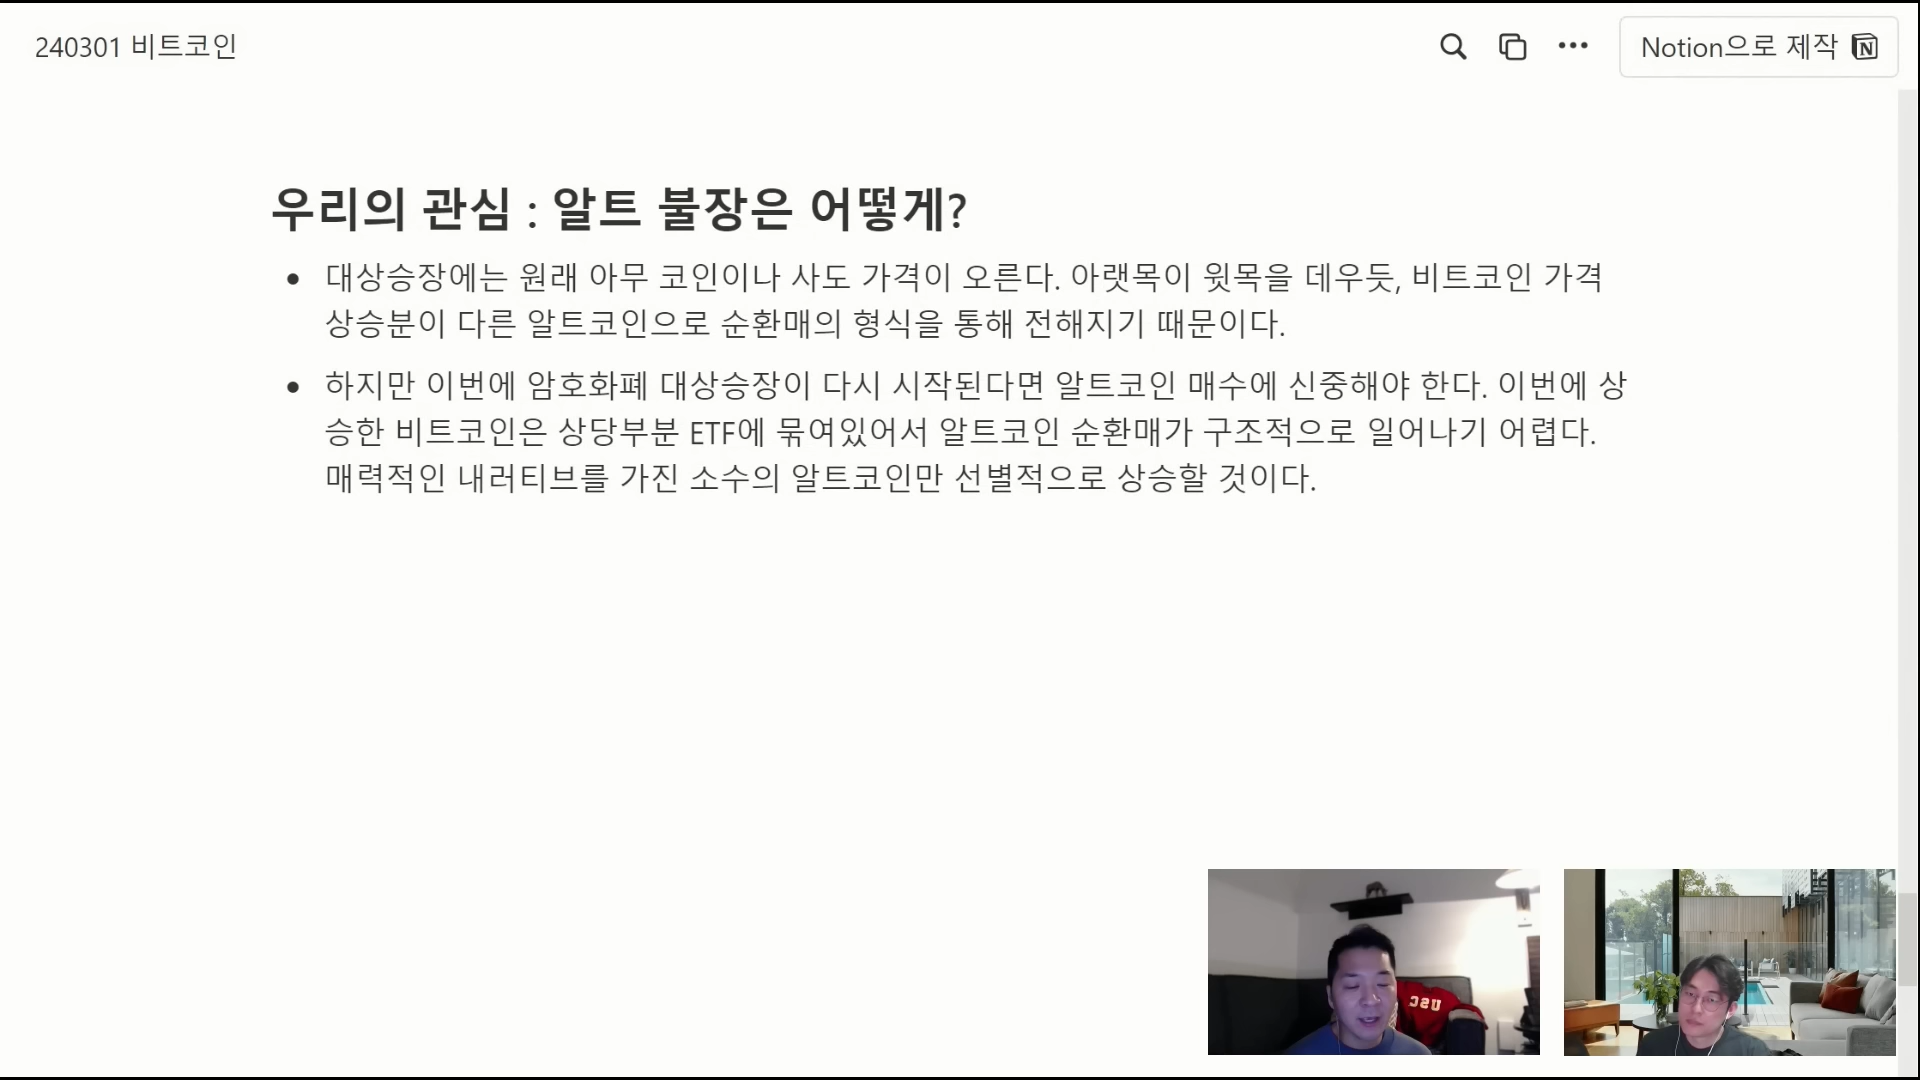 240301 비트코인
Notion으로 제작
우리의 관심 : 알트 불장은 어떻게?
대상승장에는 원래 아무 코인이나 사도 가격이 오른다. 아랫목이 윗목을 데우듯, 비트코인 가격
상승분이 다른 알트코인으로 순환매의 형식을 통해 전해지기 때문이다.
하지만 이번에 암호화폐 대상승장이 다시 시작된다면 알트코인 매수에 신중해야 한다. 이번에 상
승한 비트코인은 상당부분 ETF에 묶여있어서 알트코인 순환매가 구조적으로 일어나기 어렵다.
매력적인 내러티브를 가진 소수의 알트코인만 선별적으로 상승할 것이다.
USC